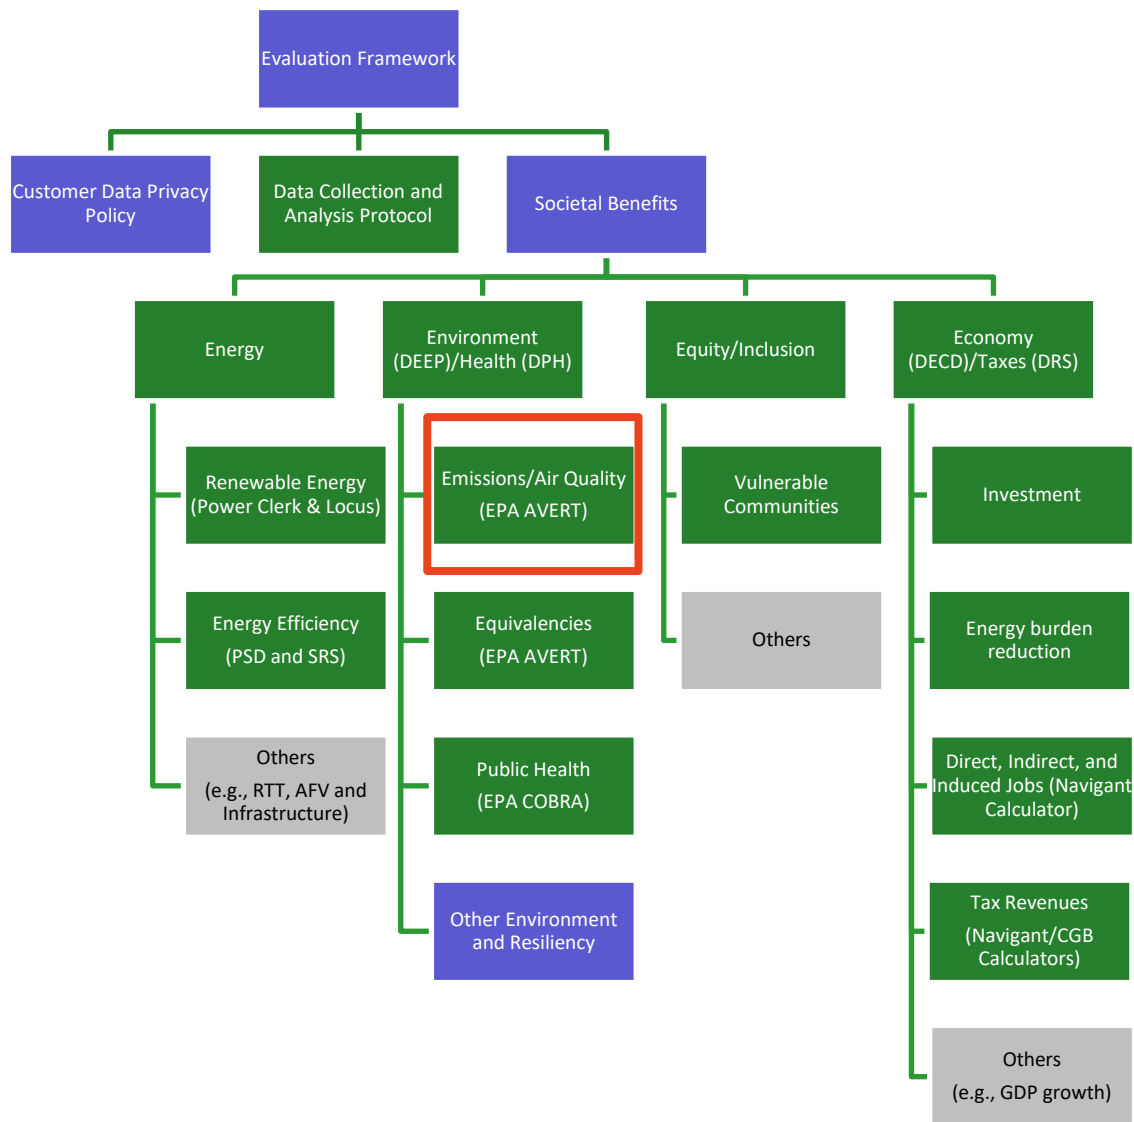 Evaluation Framework
Customer Data Privacy
Policy
Data Collection and
Analysis Protocol
Societal Benefits
Energy
Environment
(DEEP)/Health (DPH)
Equity/Inclusion
Economy
(DECD)/Taxes (DRS)
Renewable Energy
(Power Clerk & Locus)
Emissions/Air Quality
(EPA AVERT)
Vulnerable
Communities
Investment
Energy Efficiency
(PSD and SRS)
Equivalencies
(EPA AVERT)
Others
Energy burden
reduction
Others
(e.g., RTT, AFV and
Infrastructure)
Public Health
(EPA COBRA)
Direct, Indirect, and
Induced Jobs (Navigant
Calculator)
Other Environment
and Resiliency
Tax Revenues
(Navigant/CGB
Calculators)
Others
(e.g., GDP growth)